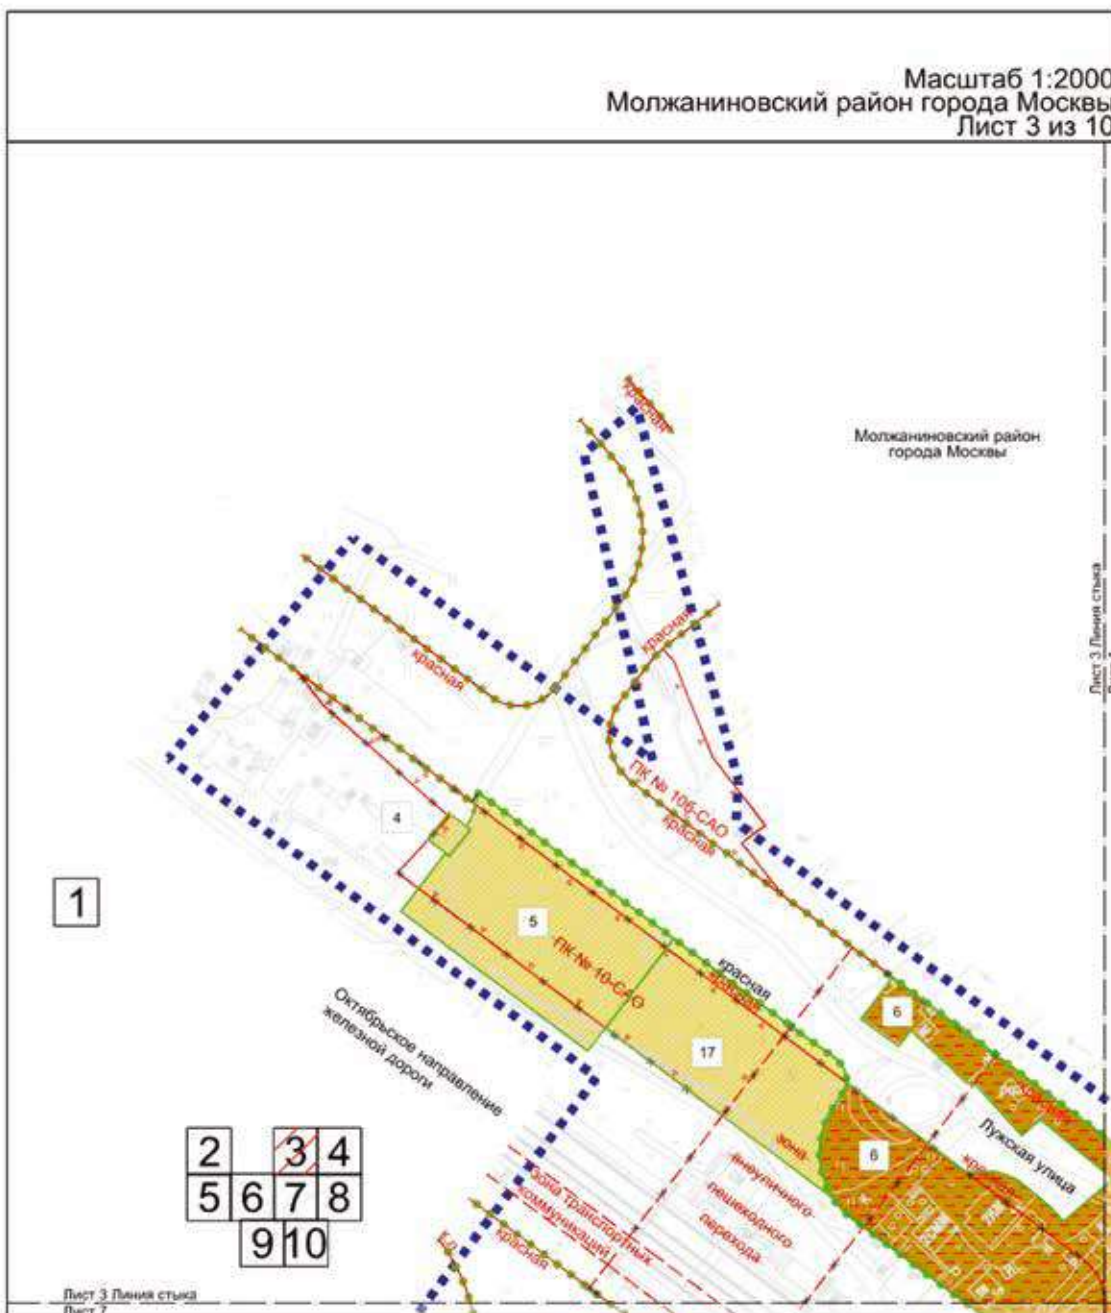 Масштаб 1:2000
Молжаниновский район города Москвы
Лист 3 из 10
красная
Молжаниновский район
города Москвы
Лист 3 Линия стыка
красная
красная
ПК № 106-САО
красная
4
1
5
ПК № 10-САО
красная
красная
6
17
Октябрьское направление
железной дороги
красная
Лужская улица
зона
внеуличного
пешеходного
перехода
6
красная
2 3 4
5 6 7 8
9 10
зона транспортных
коммуникаций
красная
Лист 3 Линия стыка
Лист 7